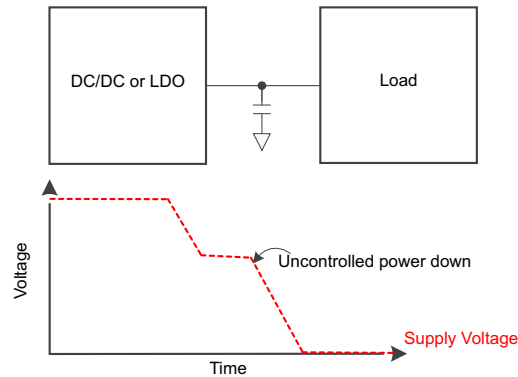 DC/DC or LDO
Load
Voltage
Uncontrolled power down
Supply Voltage
Time